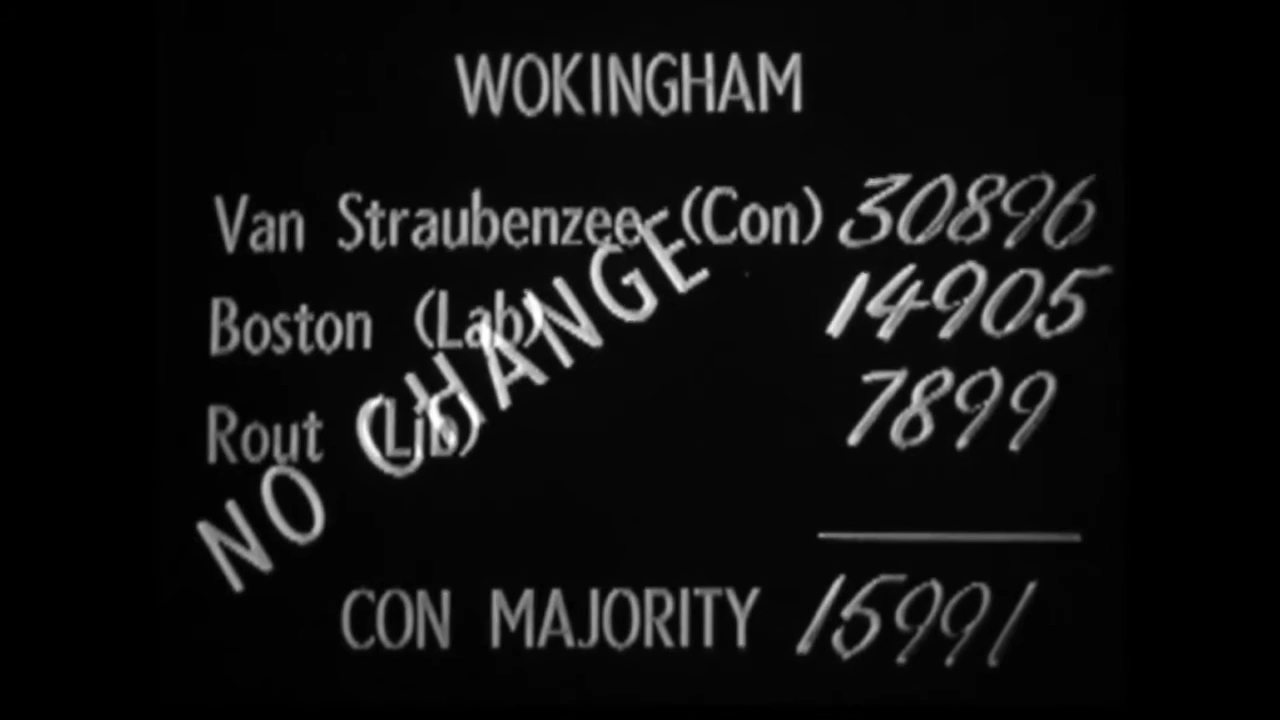 WOKINGHAM
Van Straubenzee (Con) 30896
Boston (Lab) 14905
Rout (Lib) 7899
NO CHANGE
CON MAJORITY 15991